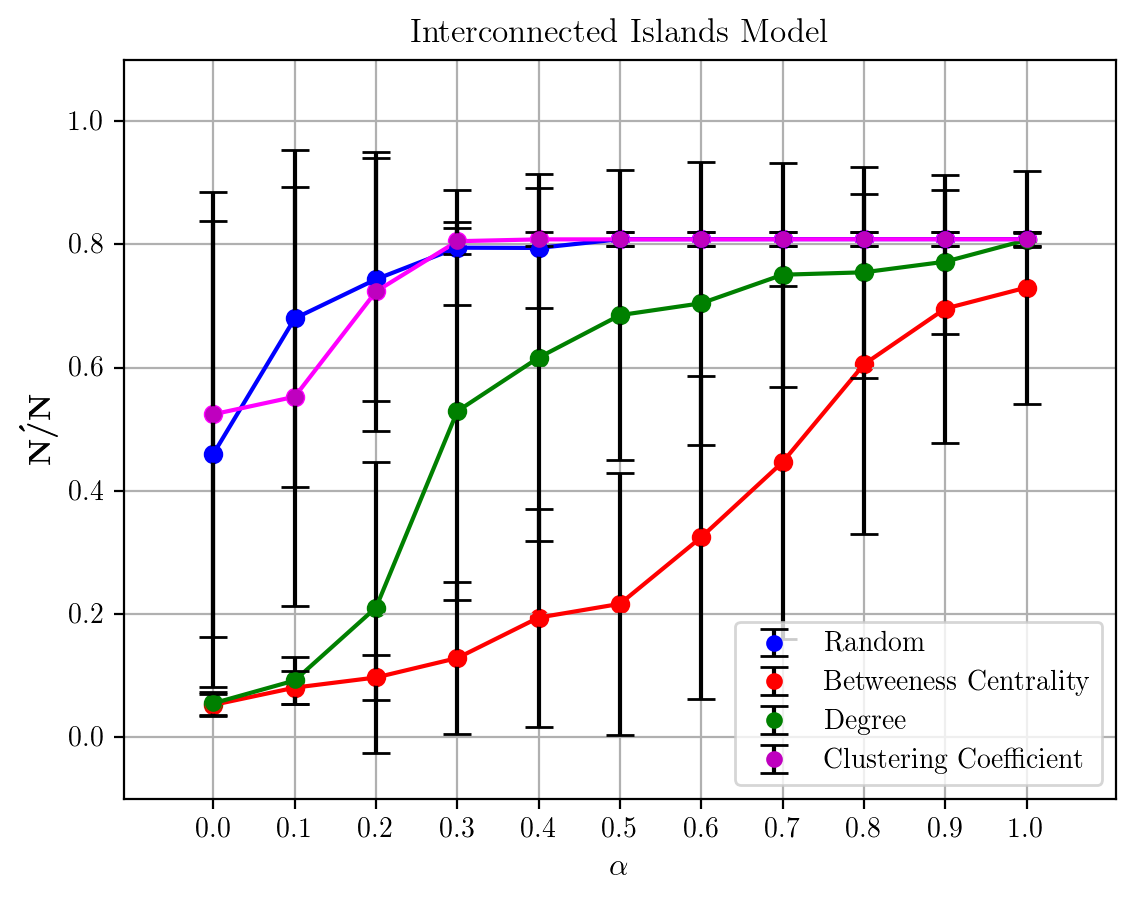 Interconnected Islands Model
N´/N
1.0
0.8
0.6
0.4
0.2
0.0
0.0 0.1 0.2 0.3 0.4 0.5 0.6 0.7 0.8 0.9 1.0
α
Random
Betweeness Centrality
Degree
Clustering Coefficient